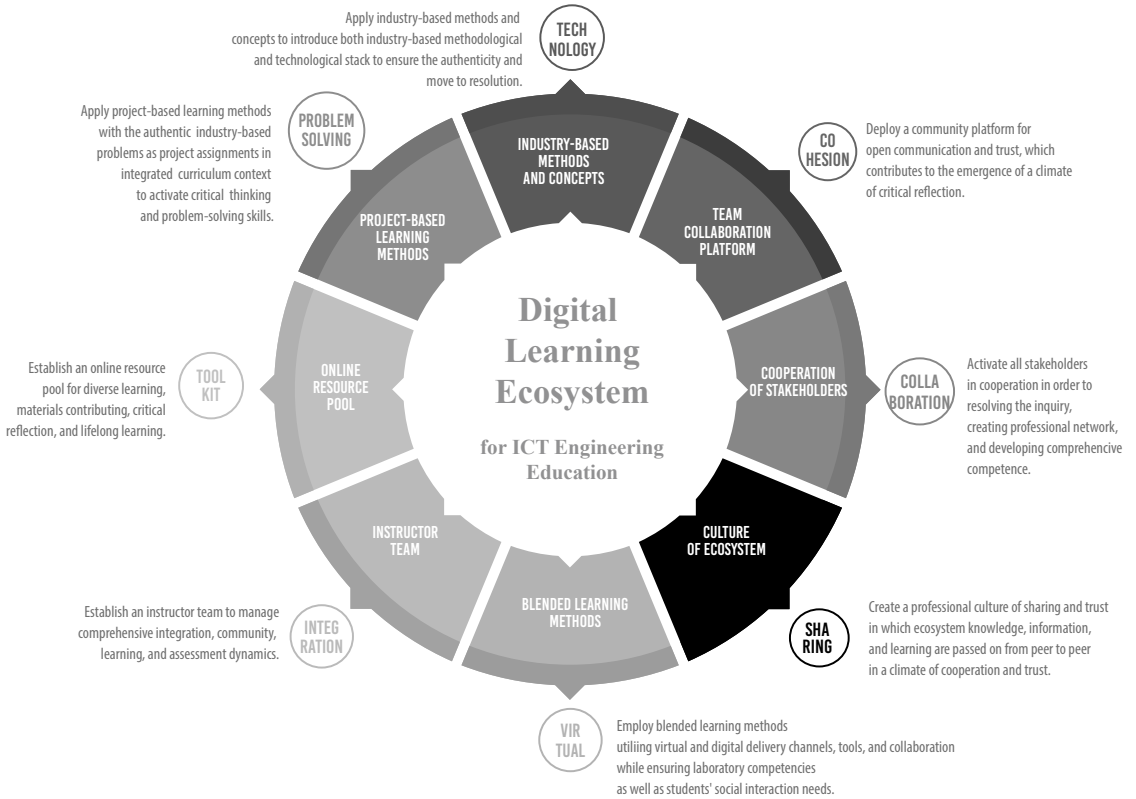 Apply industry-based methods and
concepts to introduce both industry-based methodological
and technological stack to ensure the authenticity and
move to resolution.
TECH
NOLOGY
INDUSTRY-BASED
METHODS
AND CONCEPTS
Deploy a community platform for
open communication and trust, which
contributes to the emergence of a climate
of critical reflection.
CO
HESION
TEAM
COLLABORATION
PLATFORM
Activate all stakeholders
in cooperation in order to
resolving the inquiry,
creating professional network,
and developing comprehensive
competence.
COLLA
BORATION
COOPERATION
OF STAKEHOLDERS
Create a professional culture of sharing and trust
in which ecosystem knowledge, information,
and learning are passed on from peer to peer
in a climate of cooperation and trust.
SHA
RING
CULTURE
OF ECOSYSTEM
Employ blended learning methods
utiliing virtual and digital delivery channels, tools, and collaboration
while ensuring laboratory competencies
as well as students' social interaction needs.
VIR
TUAL
BLENDED LEARNING
METHODS
Establish an instructor team to manage
comprehensive integration, community,
learning, and assessment dynamics.
INTEG
RATION
INSTRUCTOR
TEAM
Establish an online resource
pool for diverse learning,
materials contributing, critical
reflection, and lifelong learning.
TOOL
KIT
ONLINE
RESOURCE
POOL
Apply project-based learning methods
with the authentic industry-based
problems as project assignments in
integrated curriculum context
to activate critical thinking
and problem-solving skills.
PROBLEM
SOLVING
PROJECT-BASED
LEARNING
METHODS
Digital
Learning
Ecosystem
for ICT Engineering
Education